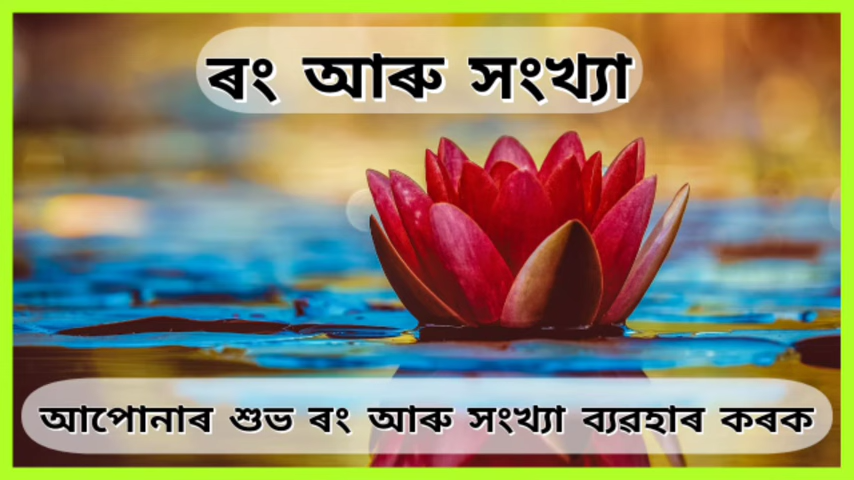 ৰং আৰু সংখ্যা
আপোনাৰ শুভ ৰং আৰু সংখ্যা ব্যৱহাৰ কৰক